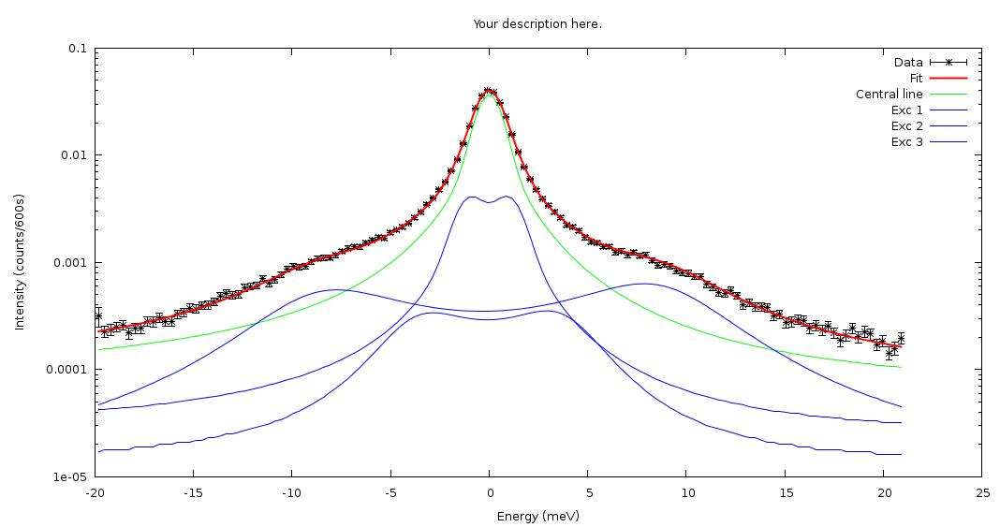 Your description here.
0.1
0.01
0.001
0.0001
1e-05
Intensity (counts/600s)
Data
Fit
Central line
Exc 1
Exc 2
Exc 3
-20 -15 -10 -5 0 5 10 15 20 25
Energy (meV)